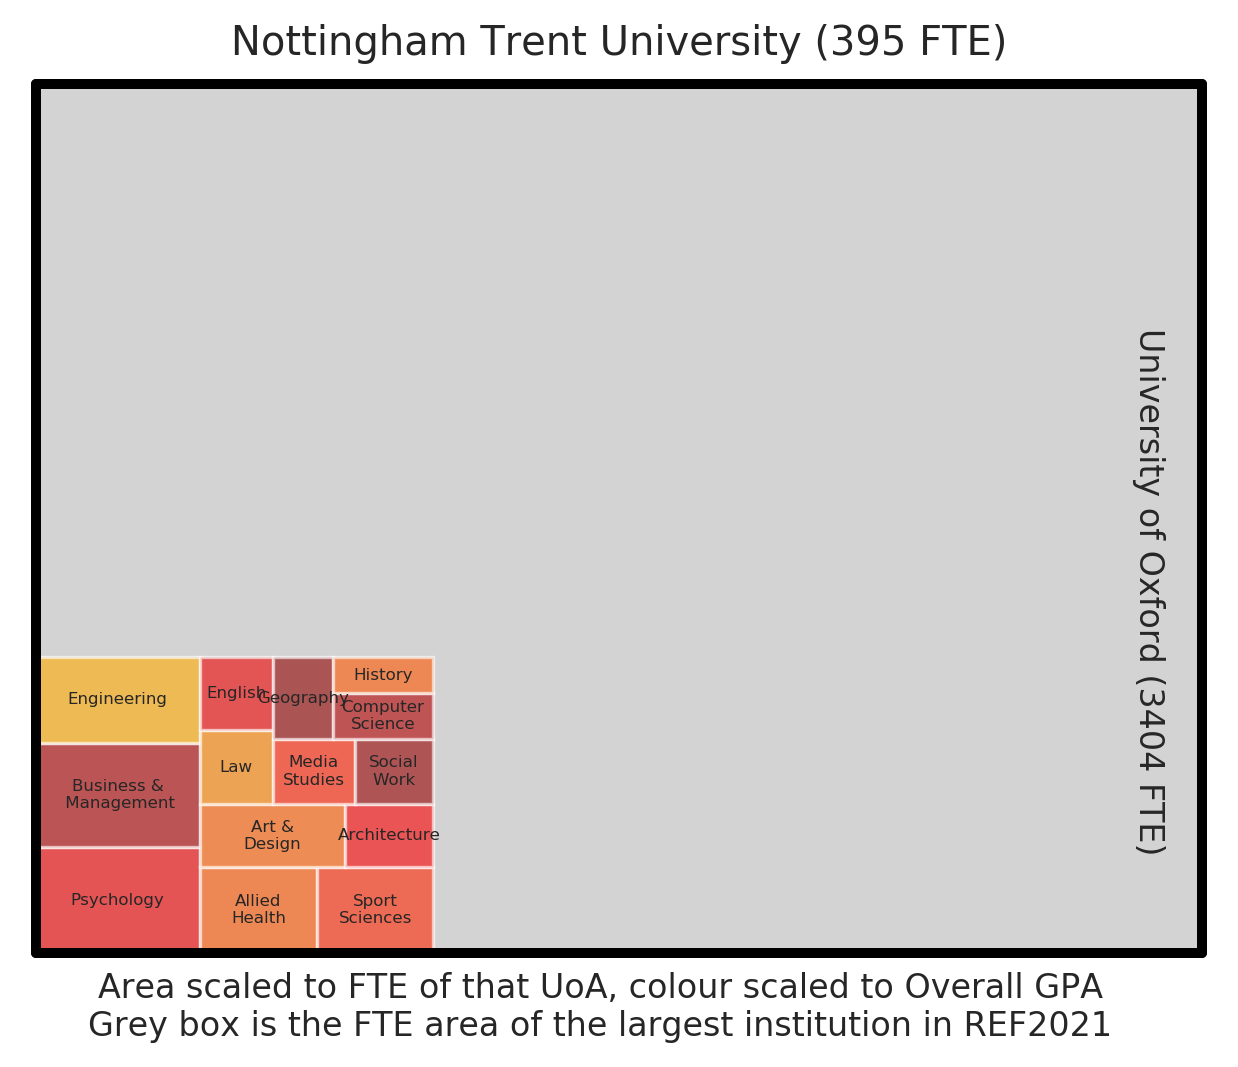 Nottingham Trent University (395 FTE)
University of Oxford (3404 FTE)
Engineering
English
Geography
History
Computer
Science
Business &
Management
Law
Media
Studies
Social
Work
Art &
Design
Architecture
Psychology
Allied
Health
Sport
Sciences
Area scaled to FTE of that UoA, colour scaled to Overall GPA
Grey box is the FTE area of the largest institution in REF2021